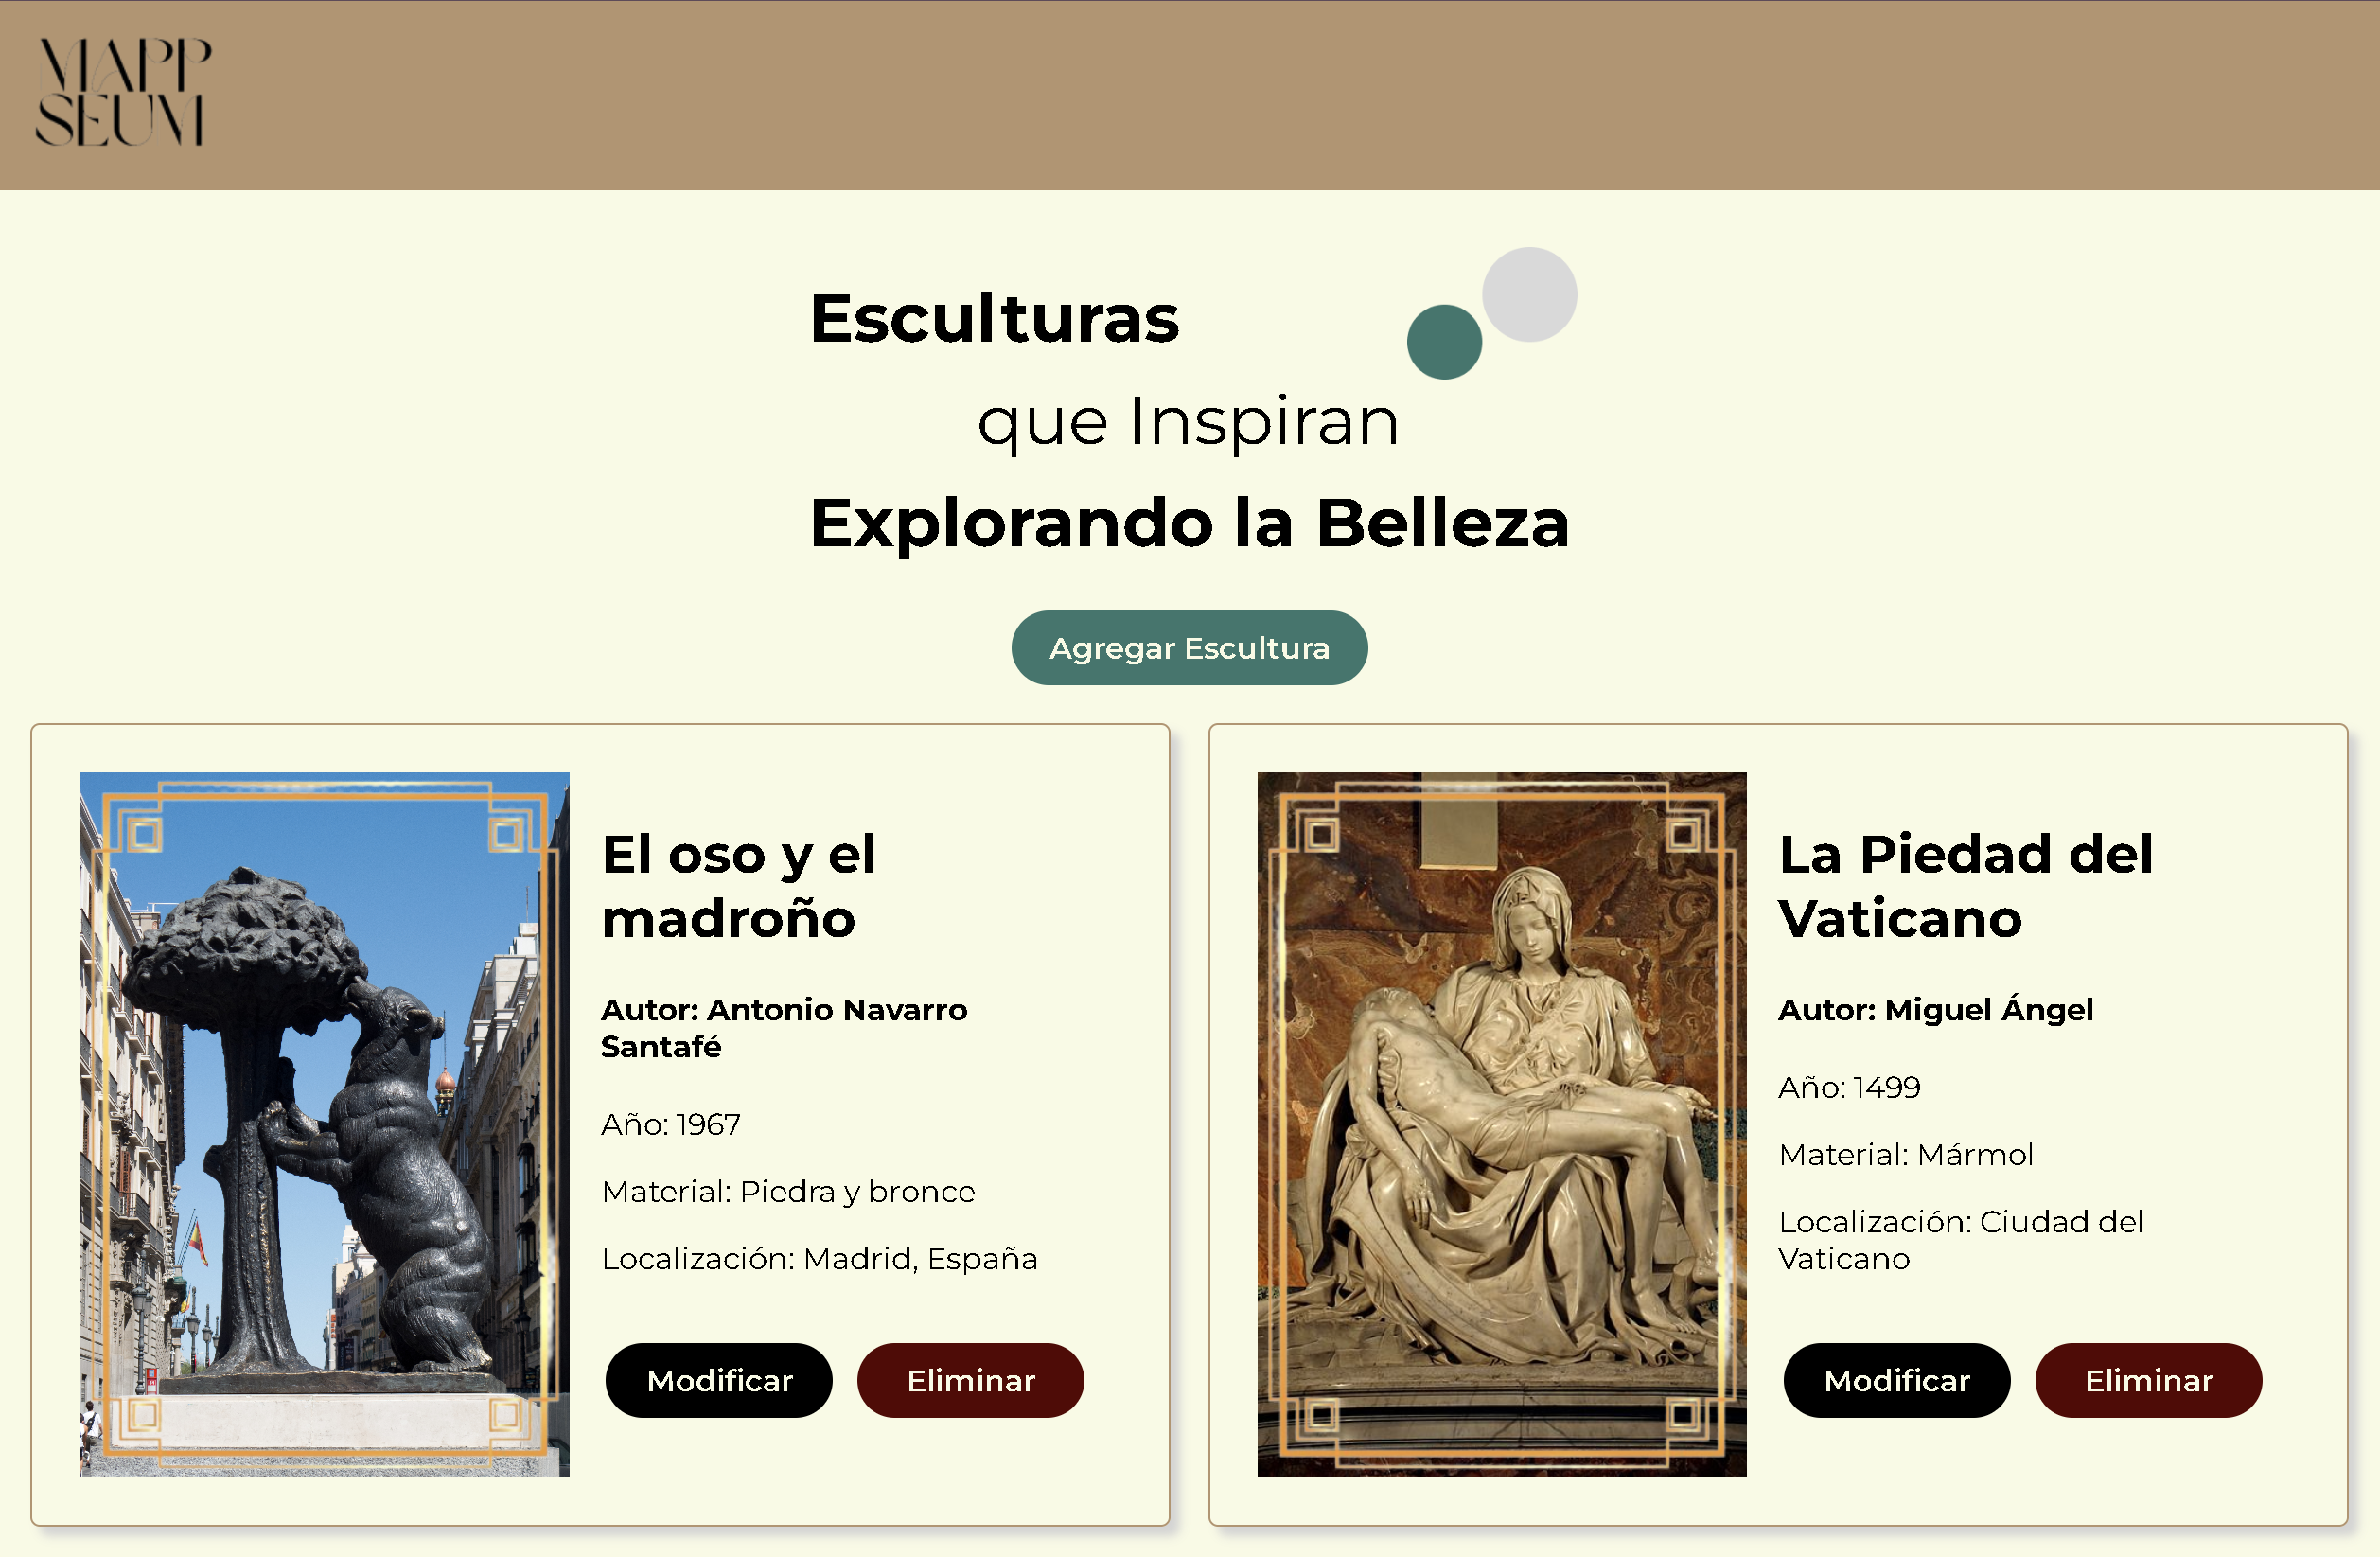 MAPP
SEUM
Esculturas
que Inspiran
Explorando la Belleza
Agregar Escultura
El oso y el
madroño
Autor: Antonio Navarro
Santafé
Año: 1967
Material: Piedra y bronce
Localización: Madrid, España
Modificar
Eliminar
La Piedad del
Vaticano
Autor: Miguel Ángel
Año: 1499
Material: Mármol
Localización: Ciudad del
Vaticano
Modificar
Eliminar